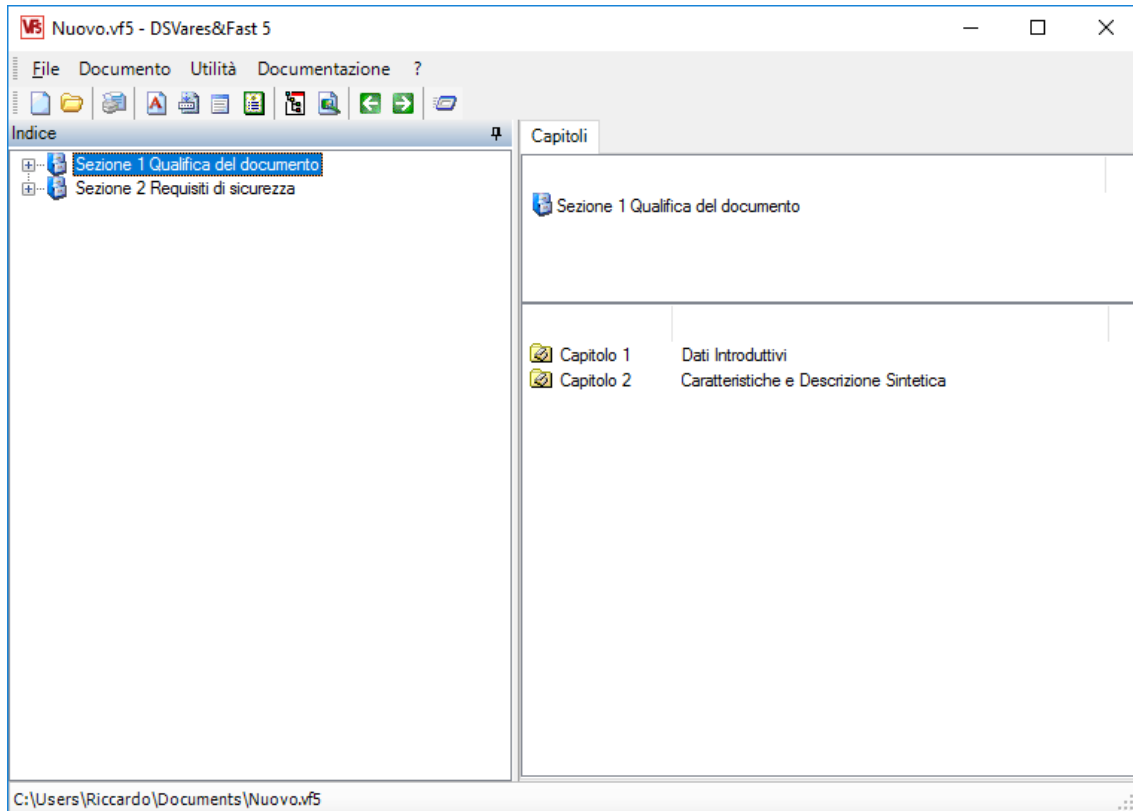 VF5 Nuovo.vf5 - DSVares&Fast 5
File Documento Utilità Documentazione ?
Indice
Capitoli
Sezione 1 Qualifica del documento
Sezione 2 Requisiti di sicurezza
Sezione 1 Qualifica del documento
Capitolo 1 Dati Introduttivi
Capitolo 2 Caratteristiche e Descrizione Sintetica
C:\Users\Riccardo\Documents\Nuovo.vf5